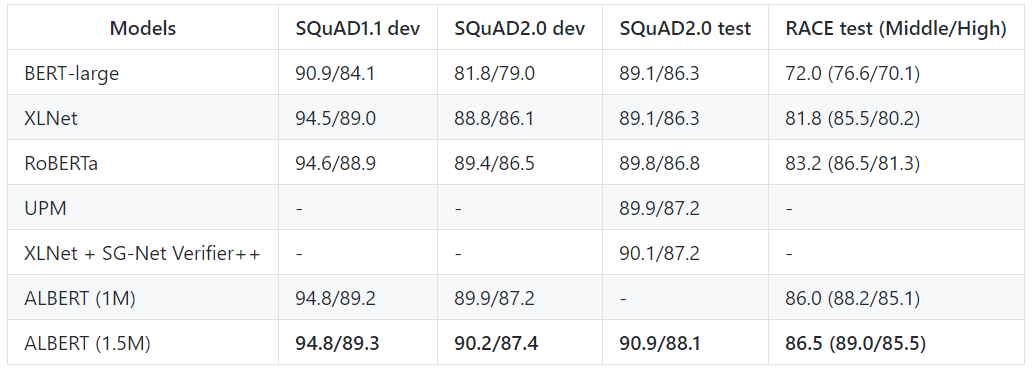 Models SQuAD1.1 dev SQuAD2.0 dev SQuAD2.0 test RACE test (Middle/High)
BERT-large 90.9/84.1 81.8/79.0 89.1/86.3 72.0 (76.6/70.1)
XLNet 94.5/89.0 88.8/86.1 89.1/86.3 81.8 (85.5/80.2)
RoBERTa 94.6/88.9 89.4/86.5 89.8/86.8 83.2 (86.5/81.3)
UPM - - 89.9/87.2 -
XLNet + SG-Net Verifier++ - - 90.1/87.2 -
ALBERT (1M) 94.8/89.2 89.9/87.2 - 86.0 (88.2/85.1)
ALBERT (1.5M) 94.8/89.3 90.2/87.4 90.9/88.1 86.5 (89.0/85.5)